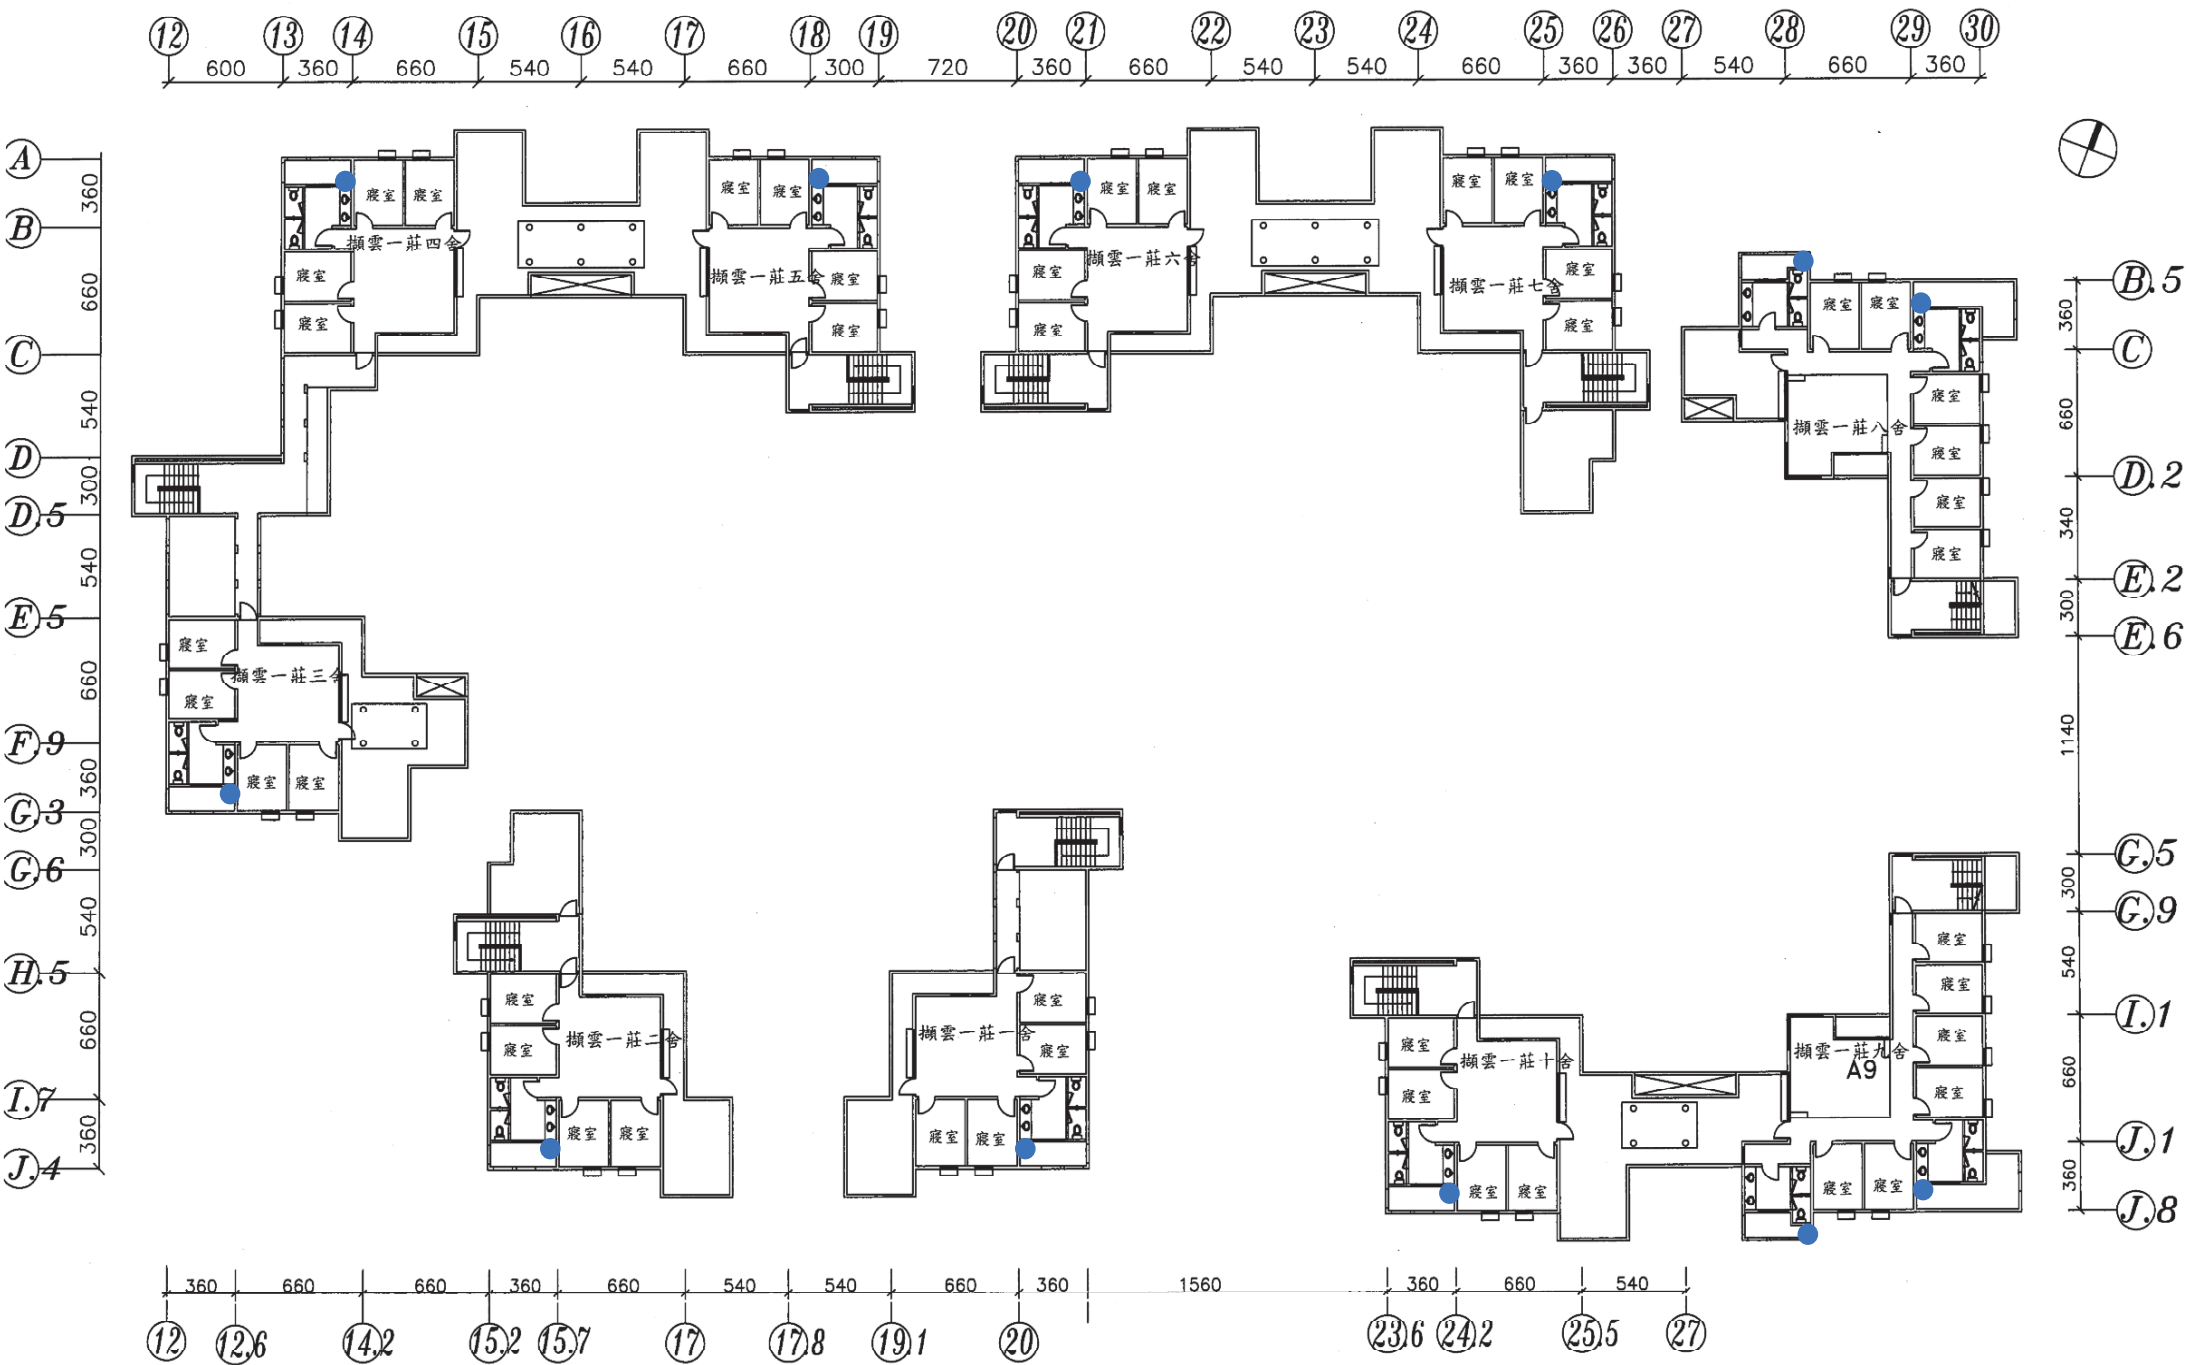 12 13 14 15 16 17 18 19 20 21 22 23 24 25 26 27 28 29 30
600 360 660 540 540 660 300 720 360 660 540 540 660 360 360 540 660 360
A
360
B
660
C
540
D
300
D.5
540
E.5
660
F.9
360
G.3
300
G.6
540
H.5
660
I.7
360
J.4
寢室 寢室
擷雲一莊四舍
寢室
寢室
寢室 寢室
擷雲一莊五舍
寢室
寢室
寢室 寢室
擷雲一莊六舍
寢室
寢室
寢室 寢室
擷雲一莊七舍
寢室
寢室
寢室 寢室
寢室
擷雲一莊八舍
寢室
寢室
寢室
寢室
擷雲一莊三舍
寢室
寢室 寢室
寢室
擷雲一莊二舍
寢室
寢室 寢室
寢室
擷雲一莊一舍
寢室
寢室 寢室
寢室
擷雲一莊十舍
寢室
寢室 寢室
寢室
寢室
寢室
擷雲一莊九舍
A9
寢室
寢室 寢室
B.5
360
C
660
D.2
340
E.2
300
E.6
1140
G.5
300
G.9
540
I.1
660
J.1
360
J.8
360 660 660 360 660 540 540 660 360 1560 360 660 540
12 12.6 14.2 15.2 15.7 17 17.8 19.1 20 23.6 24.2 25.5 27